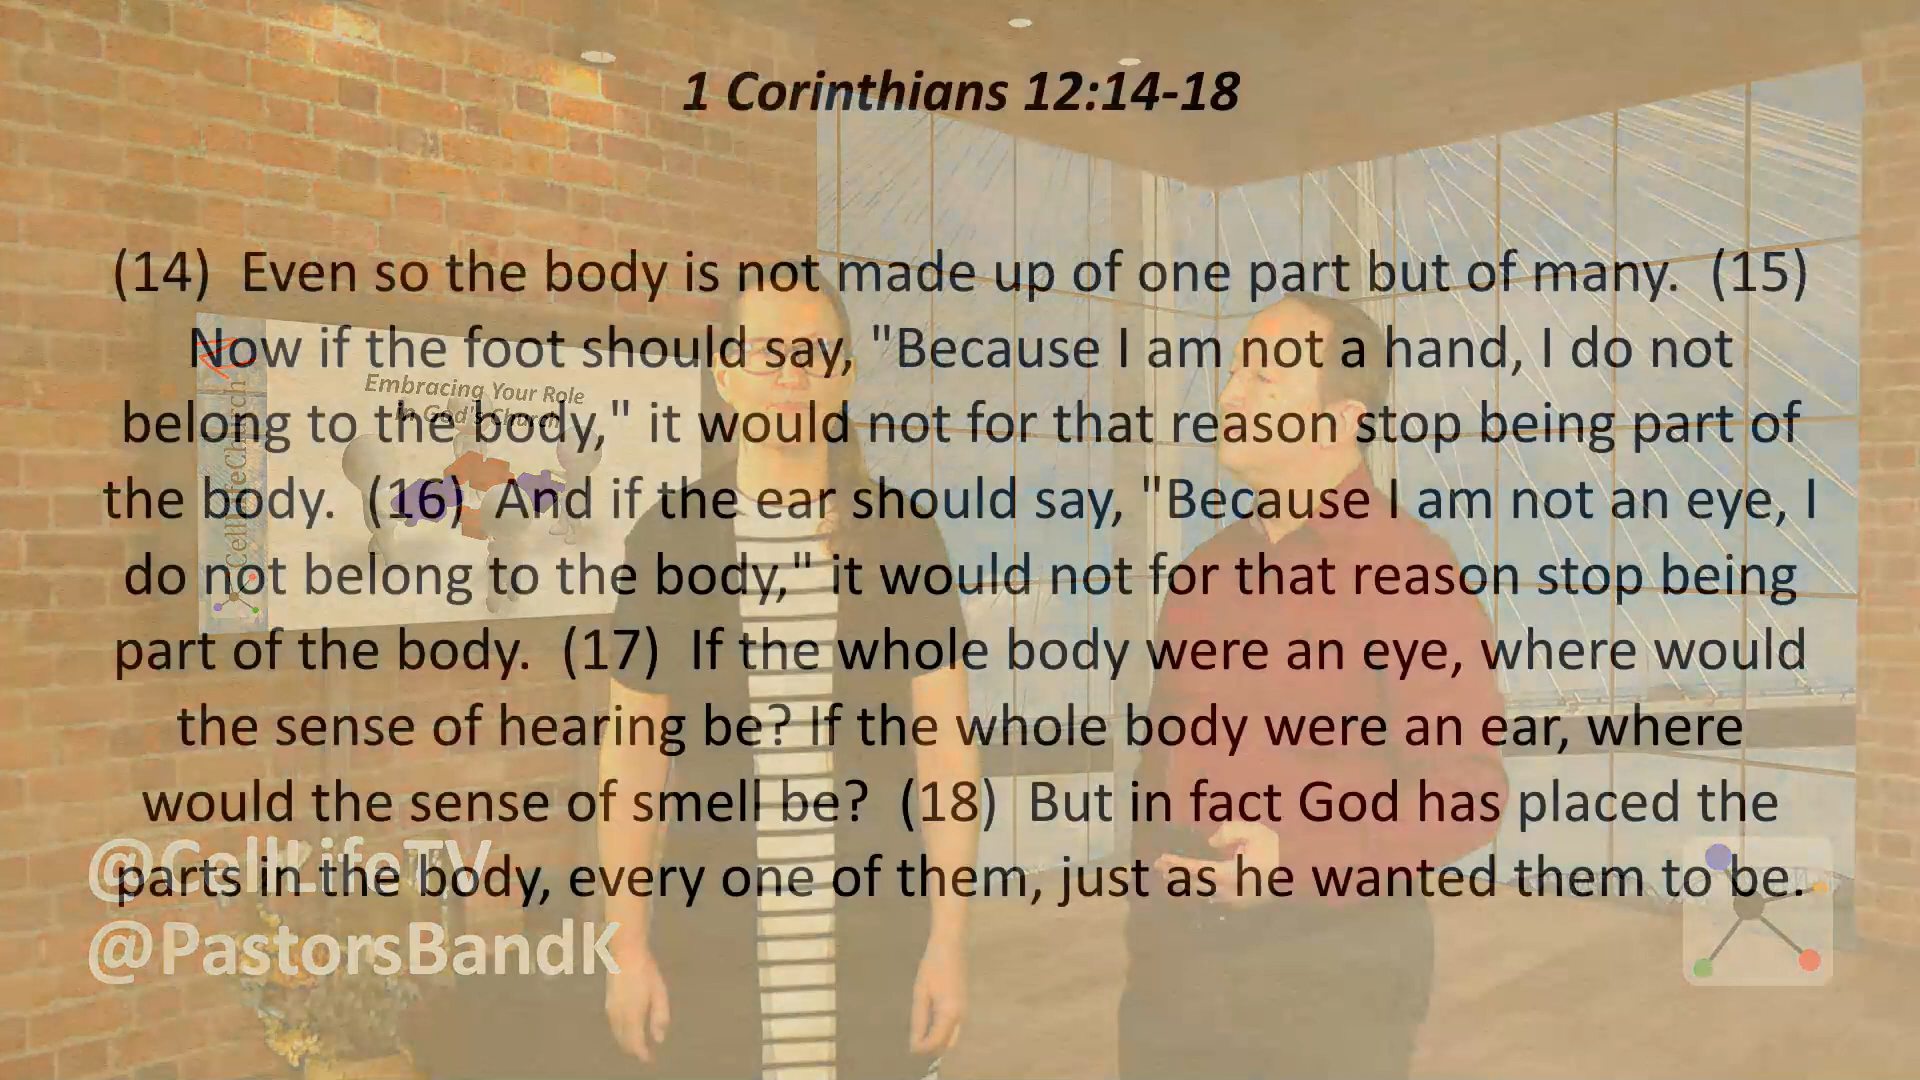 1 Corinthians 12:14-18
(14)  Even so the body is not made up of one part but of many.  (15)
Now if the foot should say, "Because I am not a hand, I do not
belong to the body," it would not for that reason stop being part of
the body.  (16)  And if the ear should say, "Because I am not an eye, I
do not belong to the body," it would not for that reason stop being
part of the body.  (17)  If the whole body were an eye, where would
the sense of hearing be? If the whole body were an ear, where
would the sense of smell be?  (18)  But in fact God has placed the
parts in the body, every one of them, just as he wanted them to be.
Embracing Your Role
in God's Church
CellLifeChurch
@CellLifeTV
@PastorsBandK